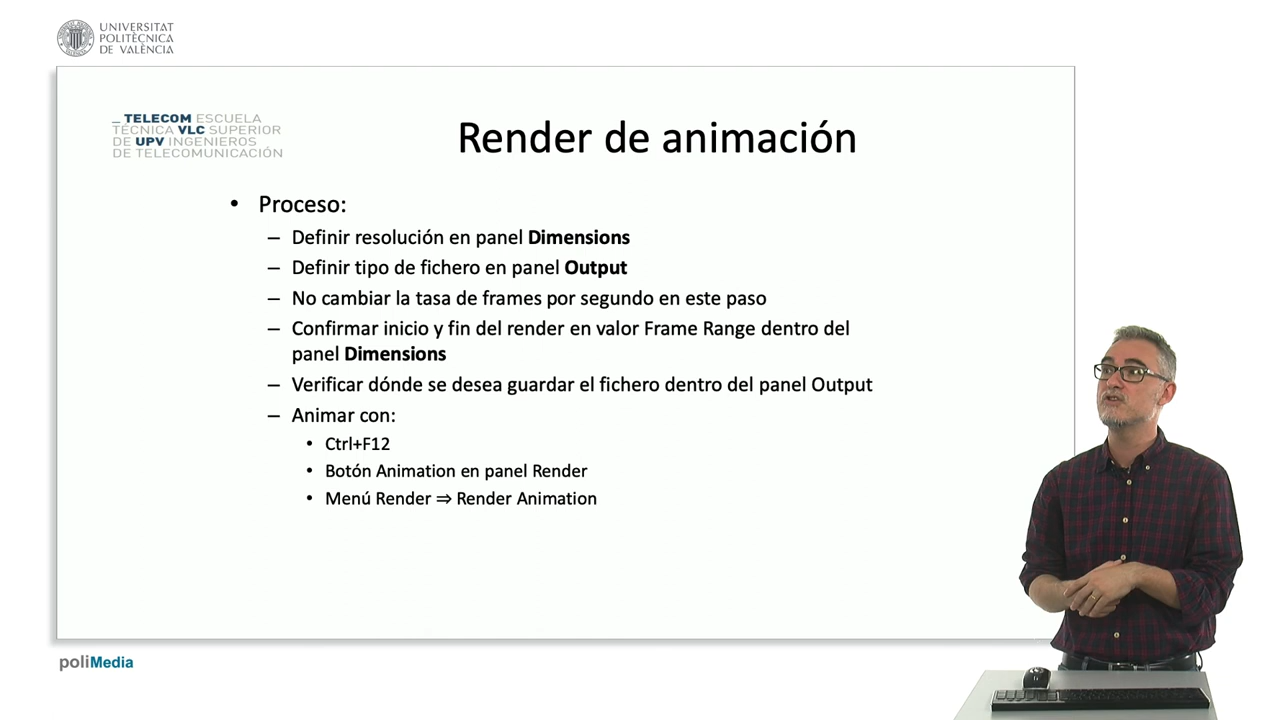 UNIVERSITAT
POLITÈCNICA
DE VALÈNCIA
_ TELECOM ESCUELA
TÉCNICA VLC SUPERIOR
DE UPV INGENIEROS
DE TELECOMUNICACIÓN
Render de animación
• Proceso:
– Definir resolución en panel Dimensions
– Definir tipo de fichero en panel Output
– No cambiar la tasa de frames por segundo en este paso
– Confirmar inicio y fin del render en valor Frame Range dentro del
panel Dimensions
– Verificar dónde se desea guardar el fichero dentro del panel Output
– Animar con:
• Ctrl+F12
• Botón Animation en panel Render
• Menú Render ⇒ Render Animation
poliMedia